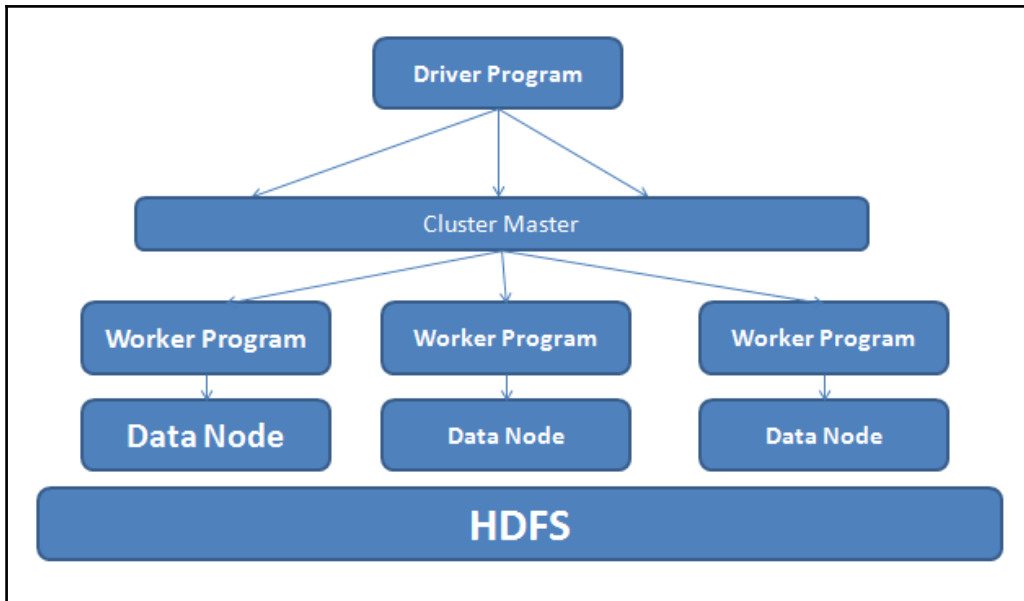 Driver Program
Cluster Master
Worker Program
Worker Program
Worker Program
Data Node
Data Node
Data Node
HDFS